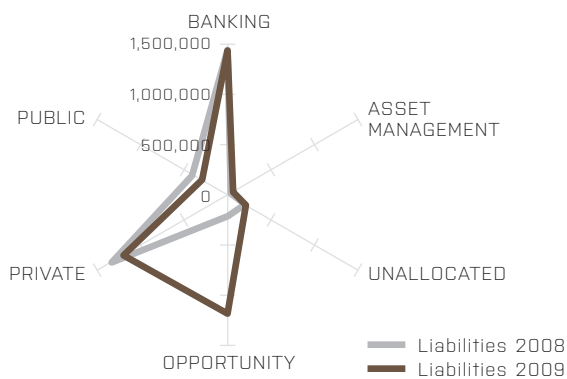 BANKING
1,500,000
1,000,000
500,000
0
PUBLIC
ASSET
MANAGEMENT
PRIVATE
UNALLOCATED
OPPORTUNITY
Liabilities 2008
Liabilities 2009